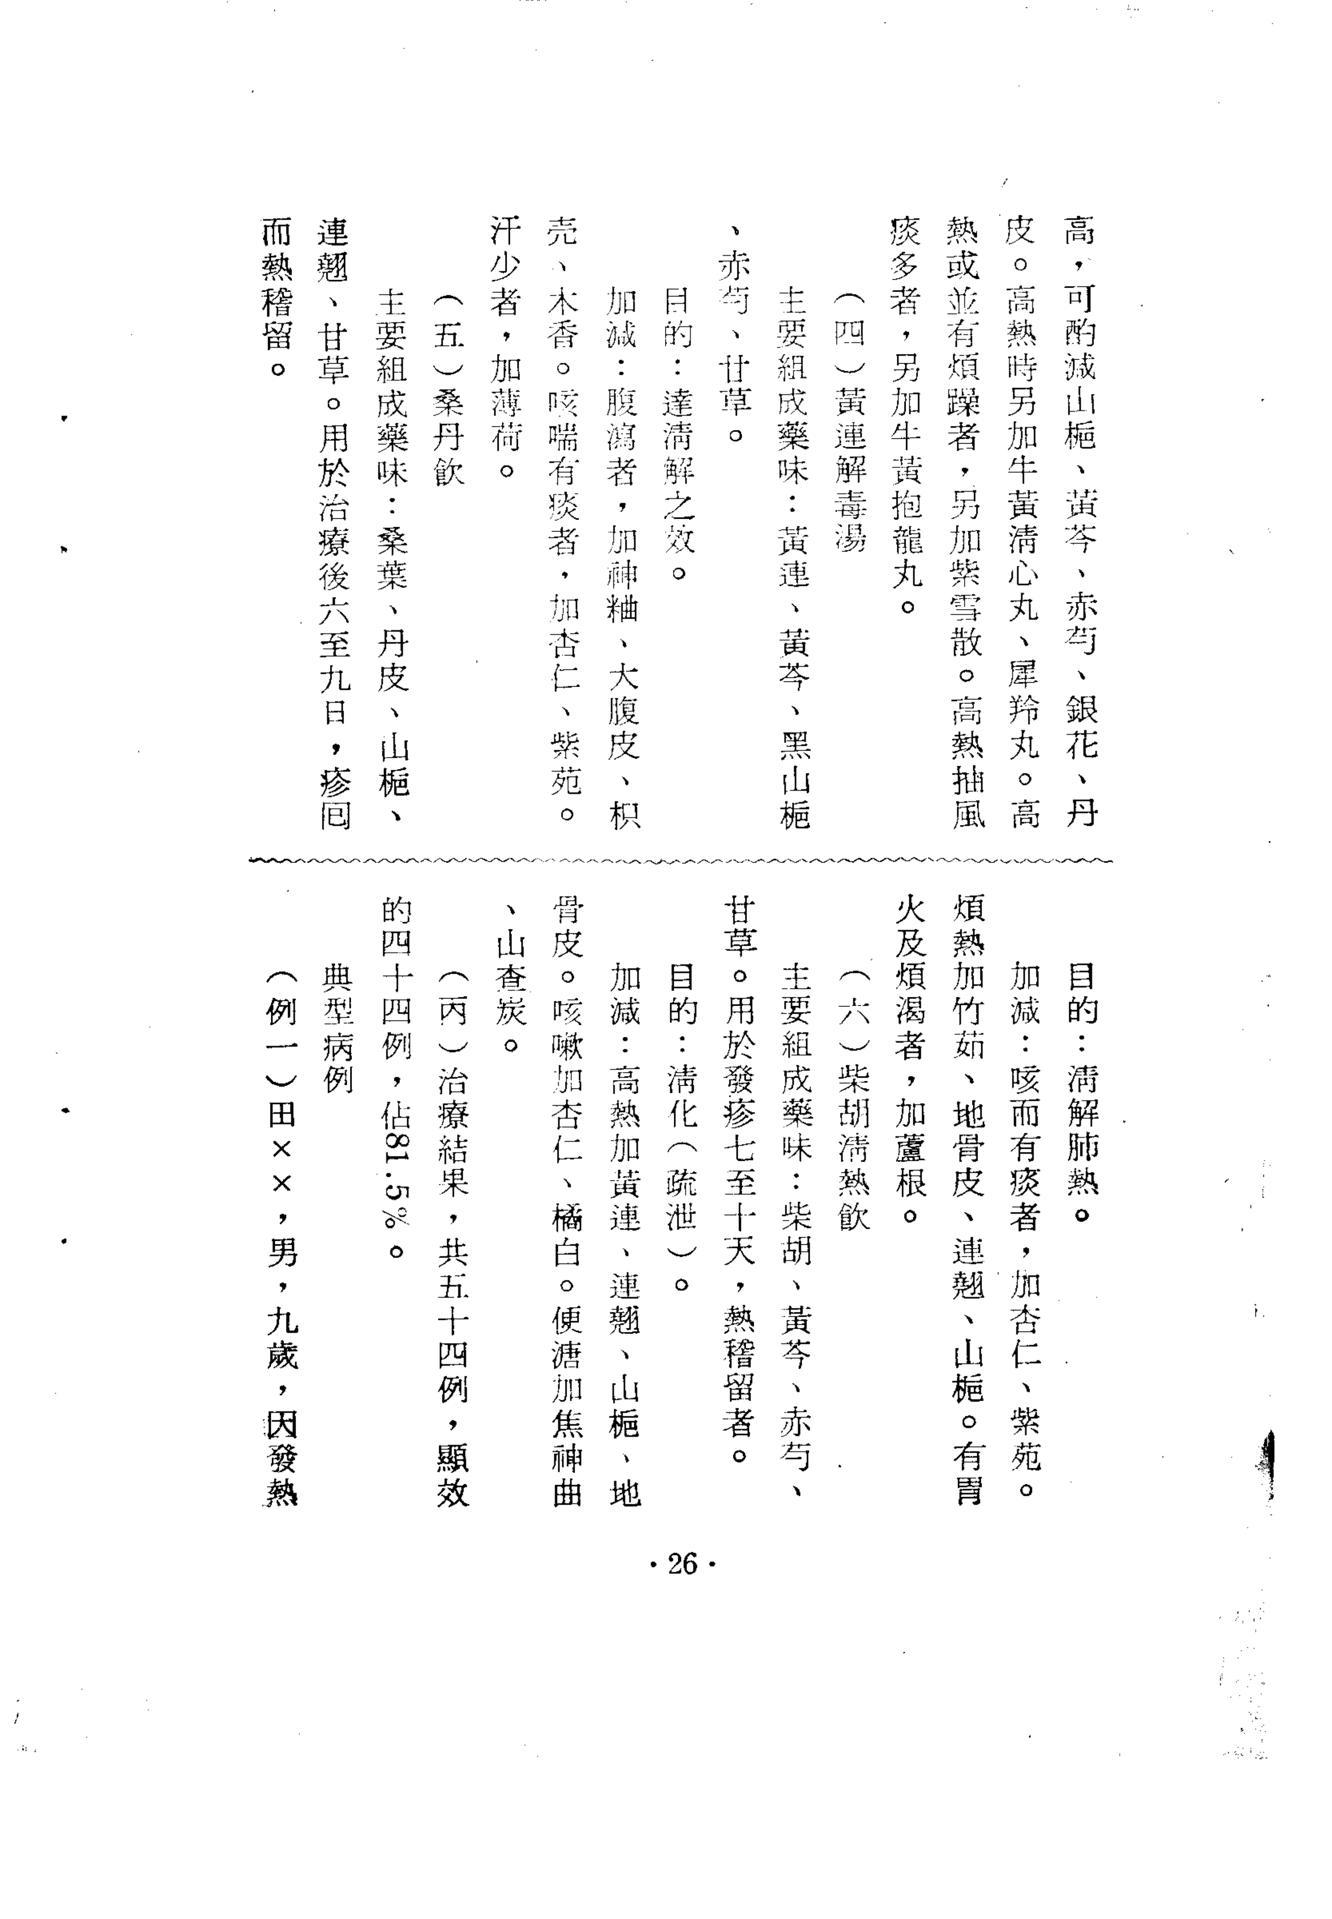 高，可酌減山梔、黃芩、赤芍、銀花、丹
皮。高熱時另加牛黃淸心丸、犀羚丸。高
熱或並有煩躁者，另加紫雪散。高熱抽風
痰多者，另加牛黃抱龍丸。
（四）黃連解毒湯
主要組成藥味：黃連、黃芩、黑山梔
、赤芍、甘草。
目的：達淸解之效。
加減：腹瀉者，加神粬、大腹皮、枳
壳、木香。咳喘有痰者，加杏仁、紫苑。
汗少者，加薄荷。
（五）桑丹飲
主要組成藥味：桑葉、丹皮、山梔、
連翹、甘草。用於治療後六至九日，疹囘
而熱稽留。
目的：淸解肺熱。
加減：咳而有痰者，加杏仁、紫苑。
煩熱加竹茹、地骨皮、連翹、山梔。有胃
火及煩渴者，加蘆根。
（六）柴胡淸熱飲
主要組成藥味：柴胡、黃芩、赤芍、
甘草。用於發疹七至十天，熱稽留者。
目的：淸化（疏泄）。
加減：高熱加黃連、連翹、山梔、地
骨皮。咳嗽加杏仁、橘白。便溏加焦神曲
、山查炭。
（丙）治療結果，共五十四例，顯效
的四十四例，佔81.5%。
典型病例
（例一）田××，男，九歲，因發熱
·26·